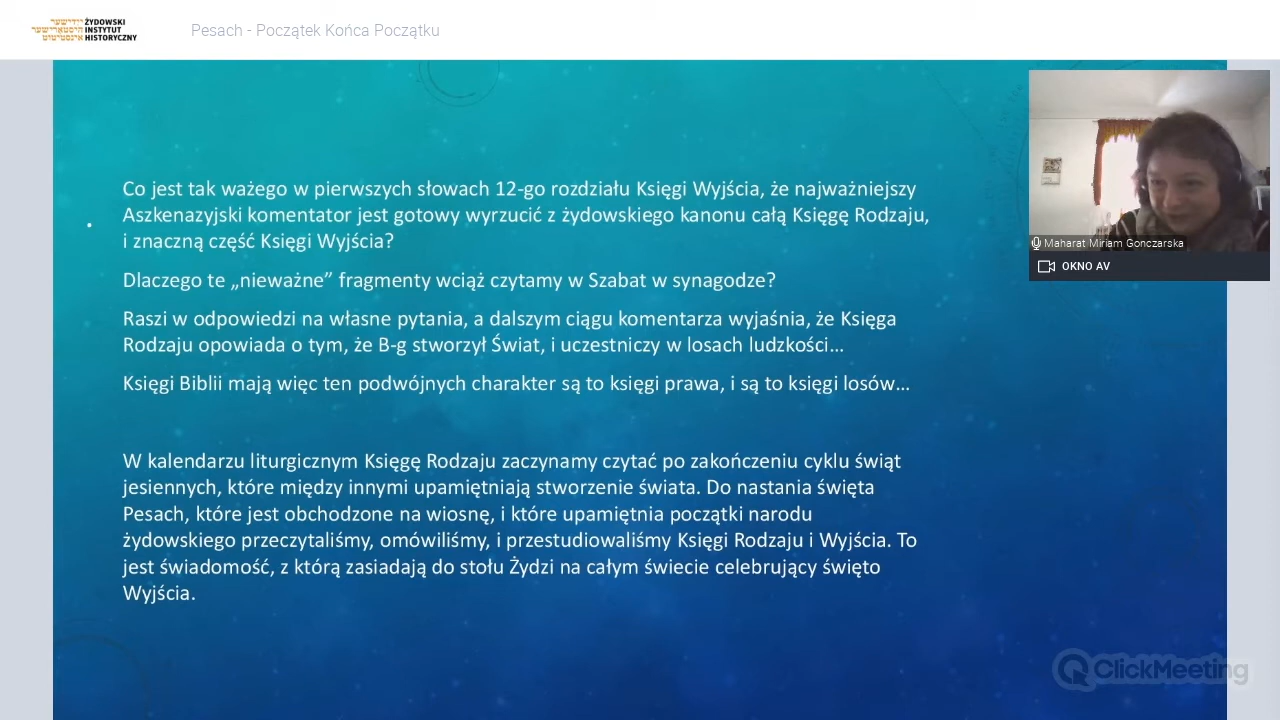 ייִדישער
היסטאָרישער
אינסטיטוט
ŻYDOWSKI
INSTYTUT
HISTORYCZNY
Pesach - Początek Końca Początku
Co jest tak ważego w pierwszych słowach 12-go rozdziału Księgi Wyjścia, że najważniejszy
Aszkenazyjski komentator jest gotowy wyrzucić z żydowskiego kanonu całą Księgę Rodzaju,
i znaczną część Księgi Wyjścia?
Dlaczego te „nieważne” fragmenty wciąż czytamy w Szabat w synagodze?
Raszi w odpowiedzi na własne pytania, a dalszym ciągu komentarza wyjaśnia, że Księga
Rodzaju opowiada o tym, że B-g stworzył Świat, i uczestniczy w losach ludzkości...
Księgi Biblii mają więc ten podwójnych charakter są to księgi prawa, i są to księgi losów...
W kalendarzu liturgicznym Księgę Rodzaju zaczynamy czytać po zakończeniu cyklu świąt
jesiennych, które między innymi upamiętniają stworzenie świata. Do nastania święta
Pesach, które jest obchodzone na wiosnę, i które upamiętnia początki narodu
żydowskiego przeczytaliśmy, omówiliśmy, i przestudiowaliśmy Księgi Rodzaju i Wyjścia. To
jest świadomość, z którą zasiadają do stołu Żydzi na całym świecie celebrujący święto
Wyjścia.
Maharat Miriam Gonczarska
OKNO AV
ClickMeeting